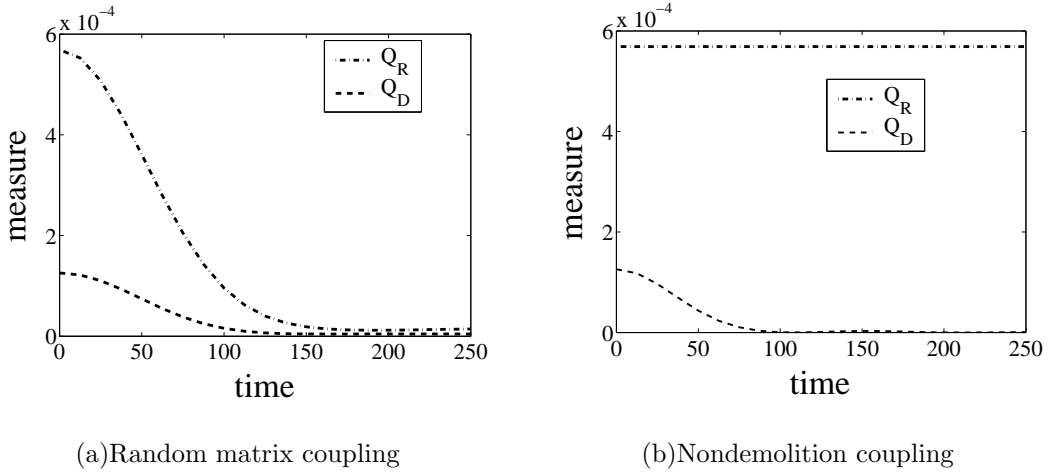 x 10⁻⁴
6
4
2
0
measure
0 50 100 150 200 250
time
Q_R
Q_D
(a)Random matrix coupling
x 10⁻⁴
6
4
2
0
measure
0 50 100 150 200 250
time
Q_R
Q_D
(b)Nondemolition coupling